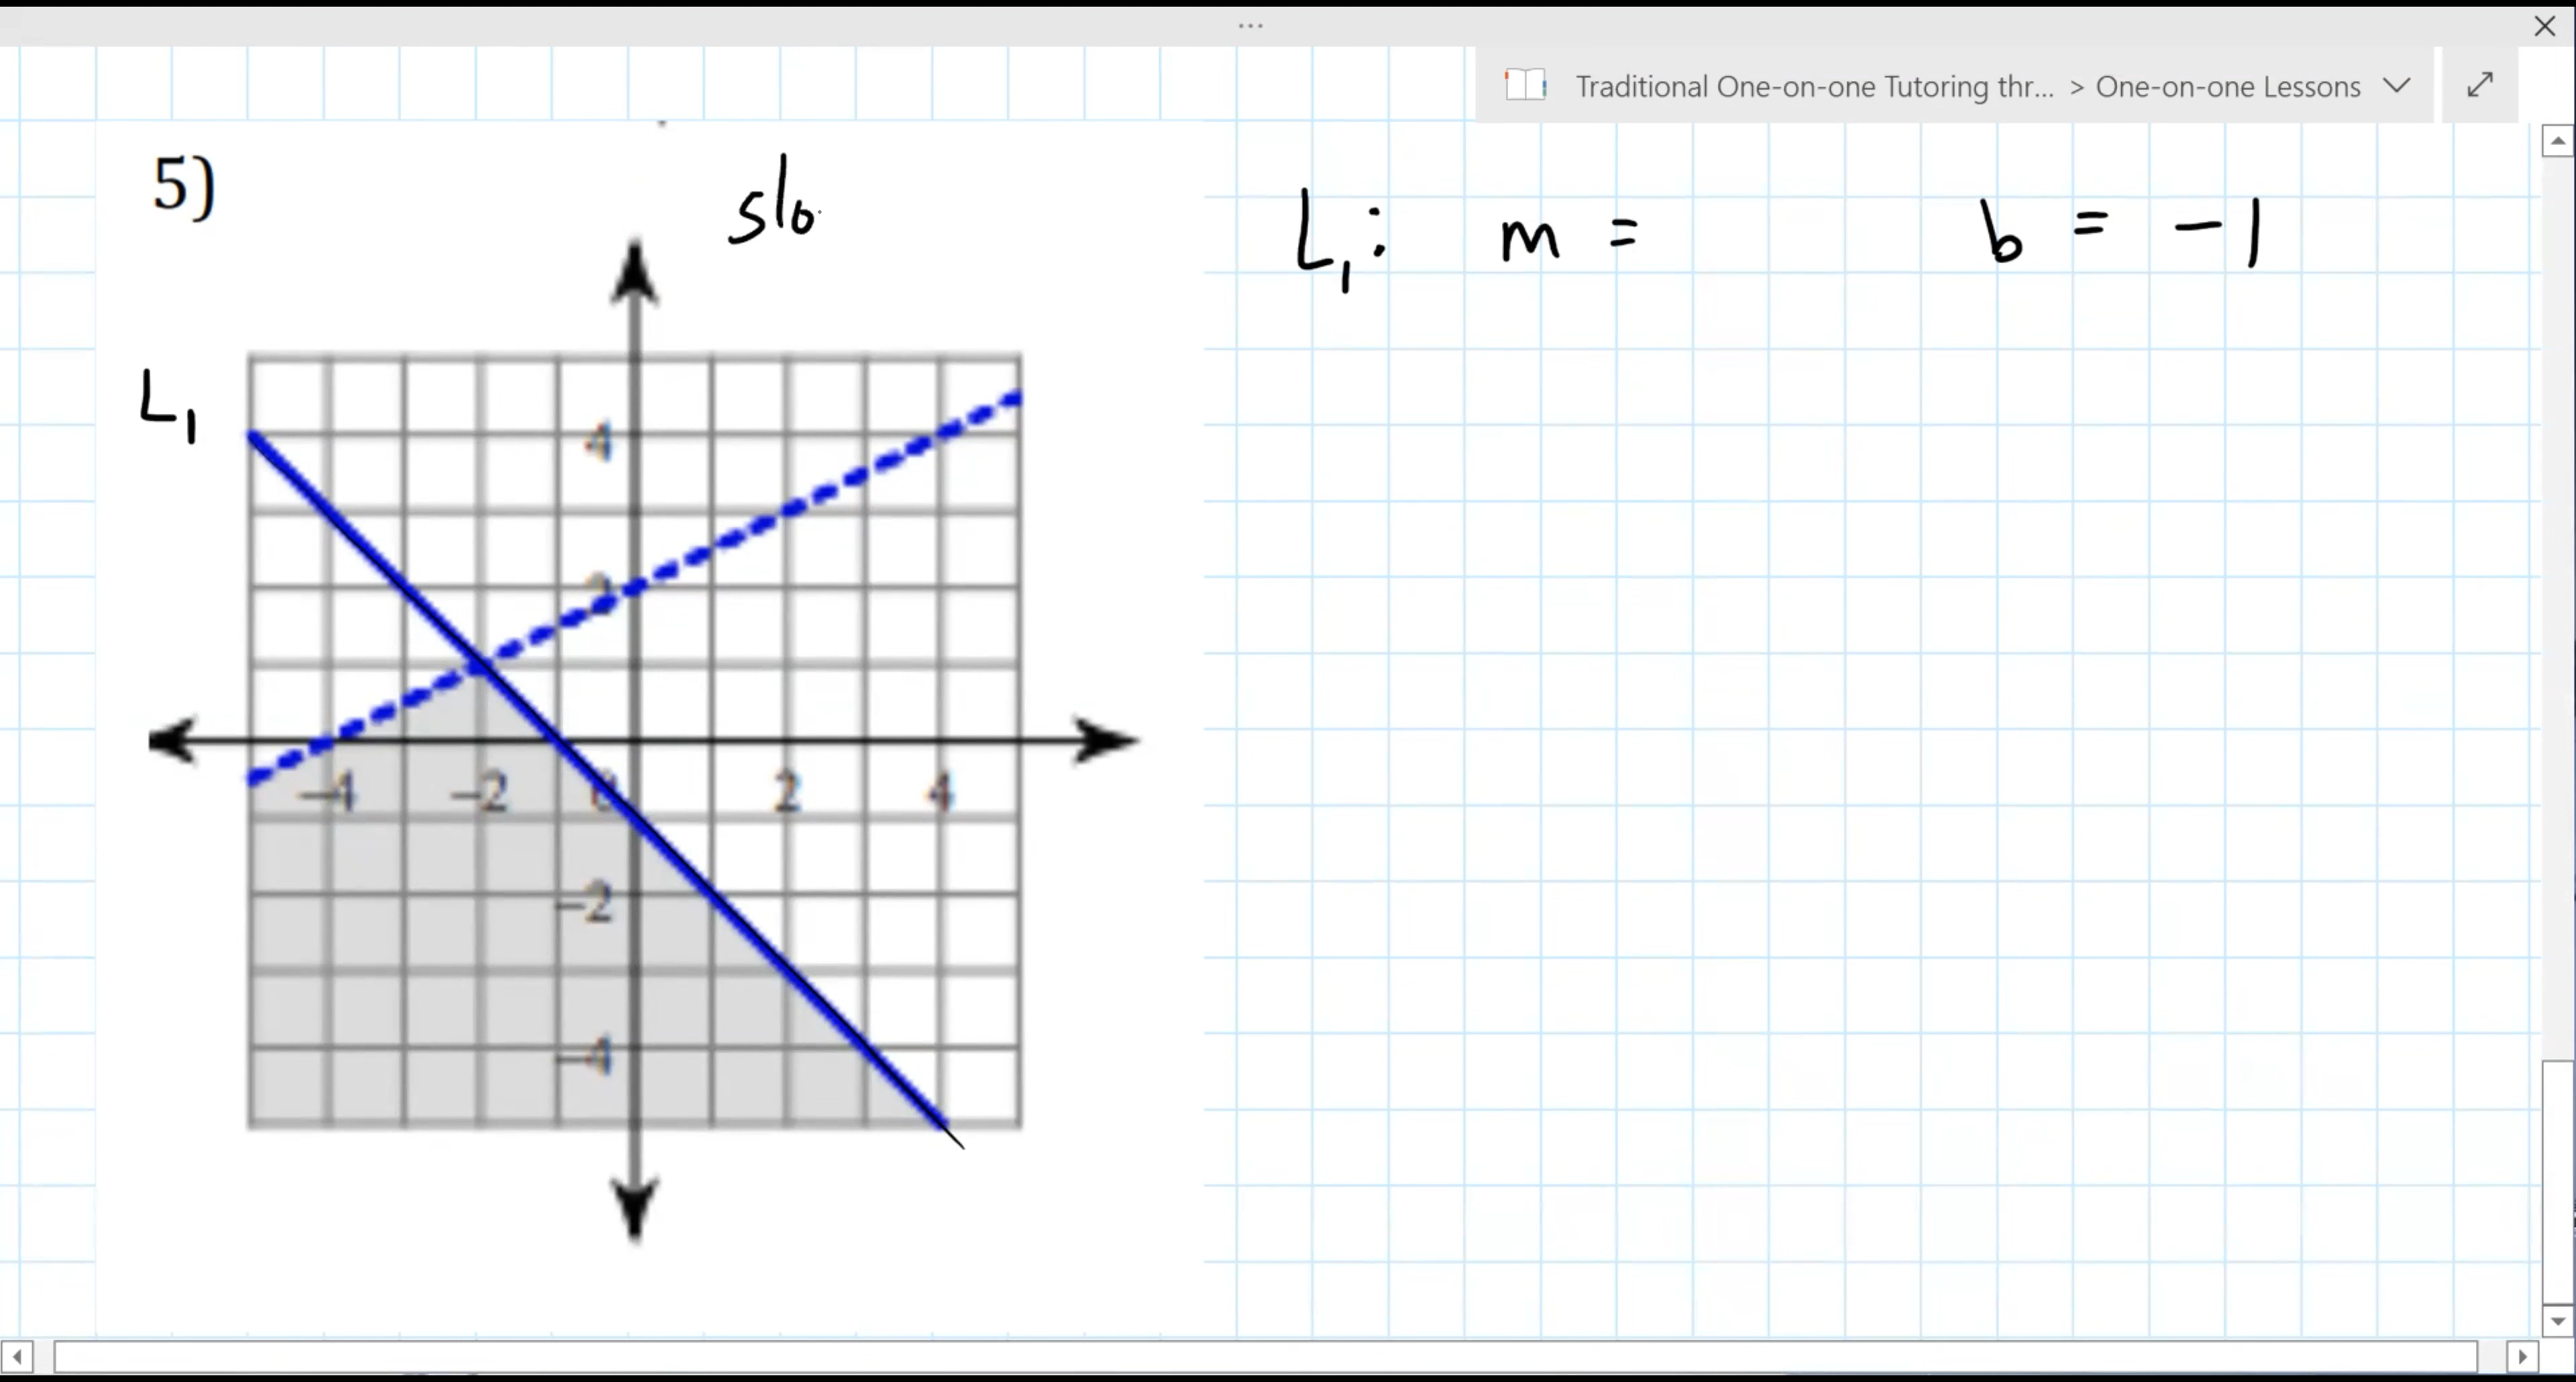 ...
Traditional One-on-one Tutoring thr... > One-on-one Lessons
5)
slo
L₁: m = b = -1
L₁
4
2
-4 -2 0 2 4
-2
-4